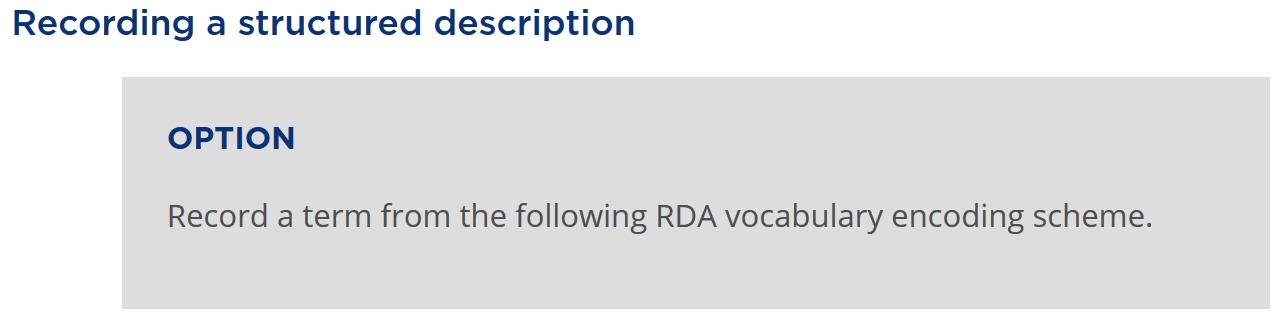 Recording a structured description
OPTION
Record a term from the following RDA vocabulary encoding scheme.